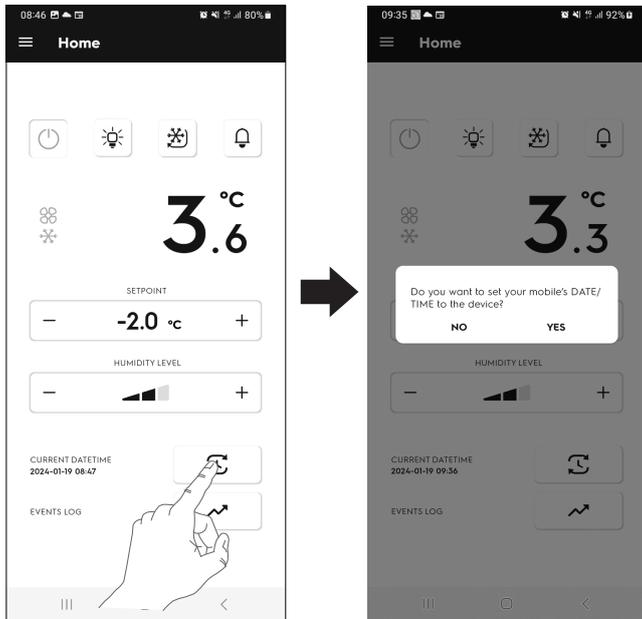 08:46 4G 80%
Home
3.6 °C
SETPOINT
− -2.0 °C +
HUMIDITY LEVEL
− +
CURRENT DATETIME
2024-01-19 08:47
EVENTS LOG
09:35 4G 92%
Home
3.3 °C
Do you want to set your mobile's DATE/
TIME to the device?
NO YES
HUMIDITY LEVEL
− +
CURRENT DATETIME
2024-01-19 09:36
EVENTS LOG